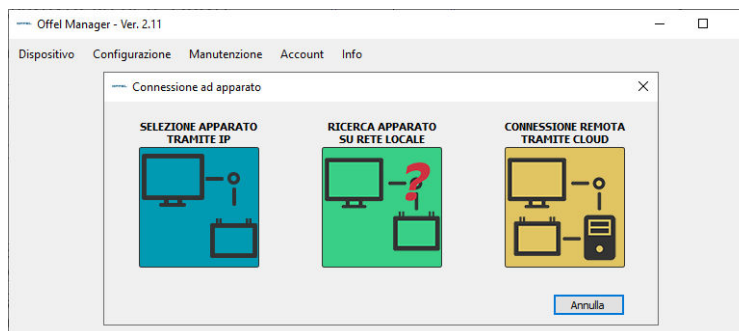 Offel Manager - Ver. 2.11
Dispositivo Configurazione Manutenzione Account Info
Connessione ad apparato
SELEZIONE APPARATO
TRAMITE IP
RICERCA APPARATO
SU RETE LOCALE
CONNESSIONE REMOTA
TRAMITE CLOUD
?
Annulla